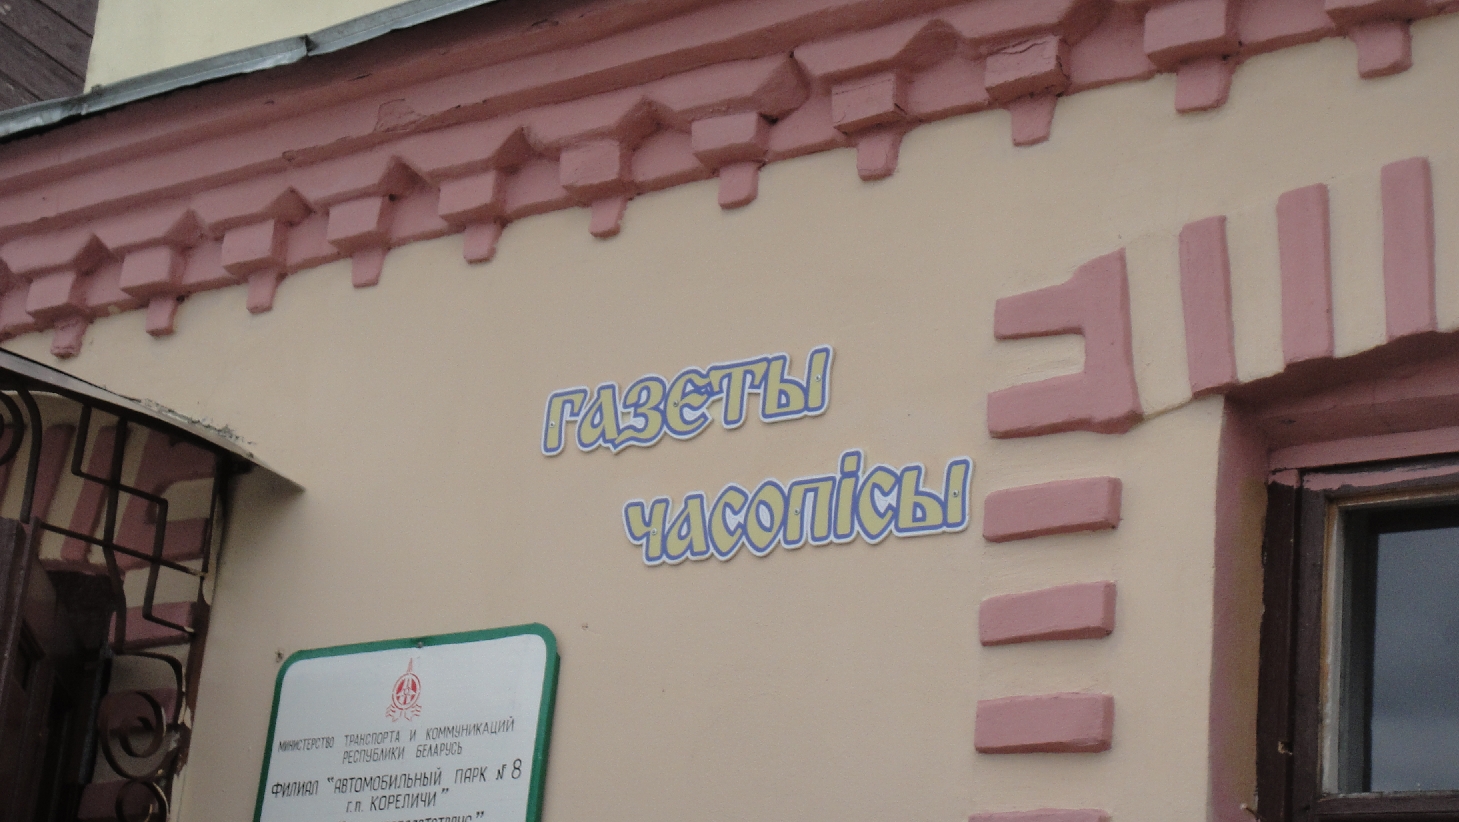 газеты
часопісы
МИНИСТЕРСТВО ТРАНСПОРТА И КОММУНИКАЦИЙ
РЕСПУБЛИКИ БЕЛАРУСЬ
ФИЛИАЛ "АВТОМОБИЛЬНЫЙ ПАРК № 8
г.п. КОРЕЛИЧИ"